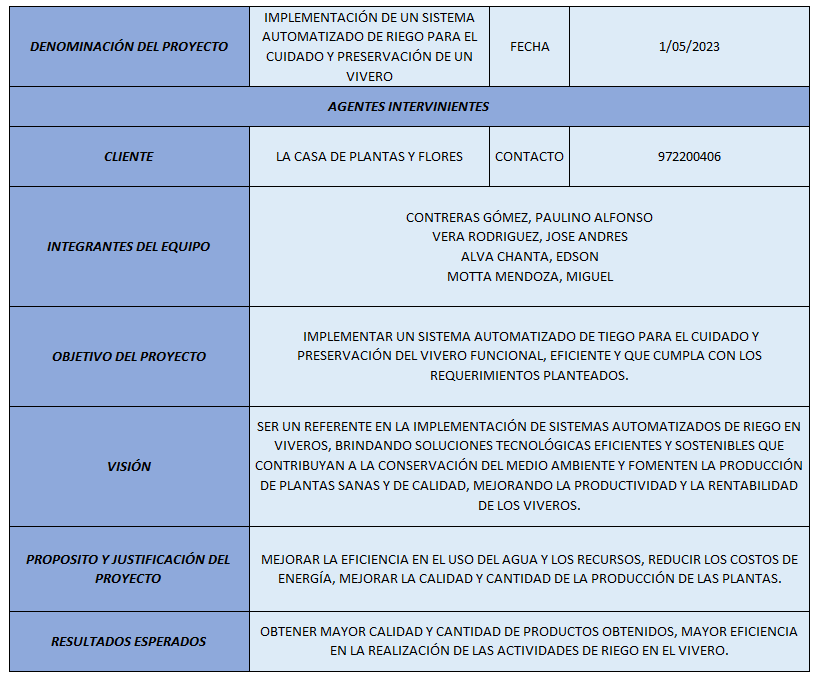 DENOMINACIÓN DEL PROYECTO
IMPLEMENTACIÓN DE UN SISTEMA
AUTOMATIZADO DE RIEGO PARA EL
CUIDADO Y PRESERVACIÓN DE UN
VIVERO
FECHA
1/05/2023
AGENTES INTERVINIENTES
CLIENTE
LA CASA DE PLANTAS Y FLORES
CONTACTO
972200406
INTEGRANTES DEL EQUIPO
CONTRERAS GÓMEZ, PAULINO ALFONSO
VERA RODRIGUEZ, JOSE ANDRES
ALVA CHANTA, EDSON
MOTTA MENDOZA, MIGUEL
OBJETIVO DEL PROYECTO
IMPLEMENTAR UN SISTEMA AUTOMATIZADO DE TIEGO PARA EL CUIDADO Y
PRESERVACIÓN DEL VIVERO FUNCIONAL, EFICIENTE Y QUE CUMPLA CON LOS
REQUERIMIENTOS PLANTEADOS.
VISIÓN
SER UN REFERENTE EN LA IMPLEMENTACIÓN DE SISTEMAS AUTOMATIZADOS DE RIEGO EN
VIVEROS, BRINDANDO SOLUCIONES TECNOLÓGICAS EFICIENTES Y SOSTENIBLES QUE
CONTRIBUYAN A LA CONSERVACIÓN DEL MEDIO AMBIENTE Y FOMENTEN LA PRODUCCIÓN
DE PLANTAS SANAS Y DE CALIDAD, MEJORANDO LA PRODUCTIVIDAD Y LA RENTABILIDAD
DE LOS VIVEROS.
PROPOSITO Y JUSTIFICACIÓN DEL
PROYECTO
MEJORAR LA EFICIENCIA EN EL USO DEL AGUA Y LOS RECURSOS, REDUCIR LOS COSTOS DE
ENERGÍA, MEJORAR LA CALIDAD Y CANTIDAD DE LA PRODUCCIÓN DE LAS PLANTAS.
RESULTADOS ESPERADOS
OBTENER MAYOR CALIDAD Y CANTIDAD DE PRODUCTOS OBTENIDOS, MAYOR EFICIENCIA
EN LA REALIZACIÓN DE LAS ACTIVIDADES DE RIEGO EN EL VIVERO.